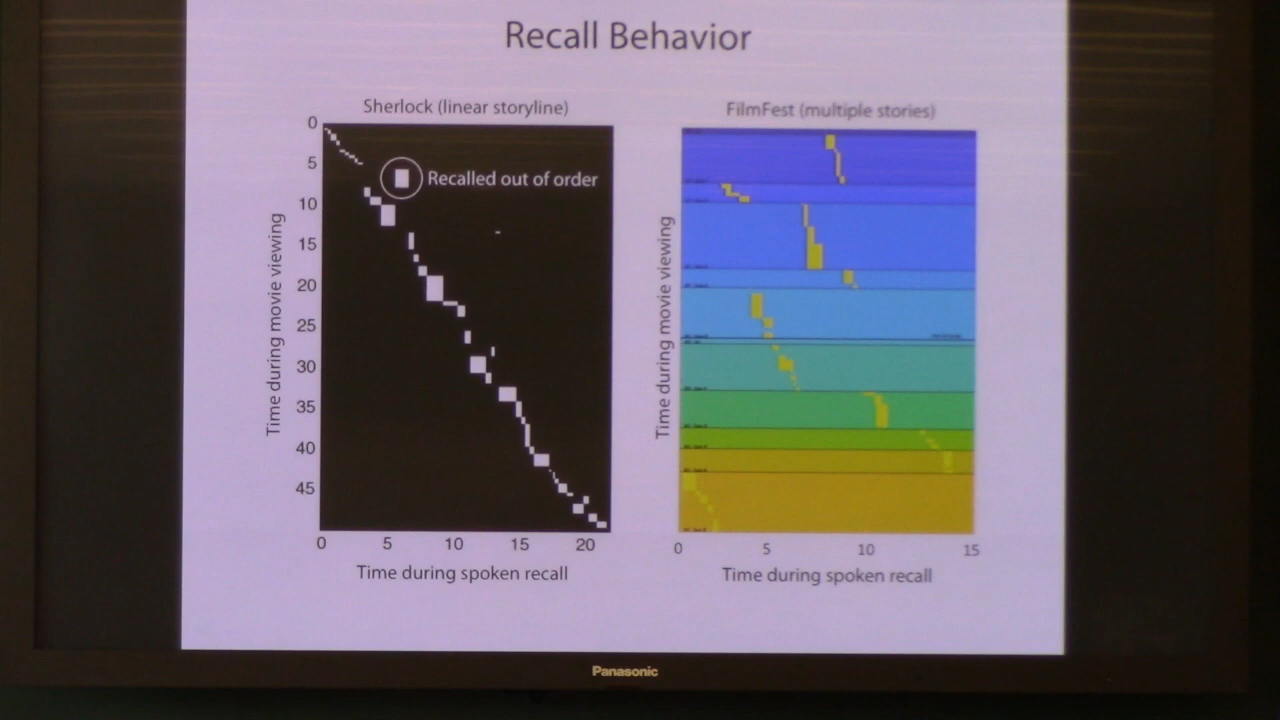 Recall Behavior
Sherlock (linear storyline)
FilmFest (multiple stories)
0
5
10
15
20
25
30
35
40
45
Recalled out of order
Time during movie viewing
0 5 10 15 20
Time during spoken recall
Time during movie viewing
0 5 10 15
Time during spoken recall
Panasonic